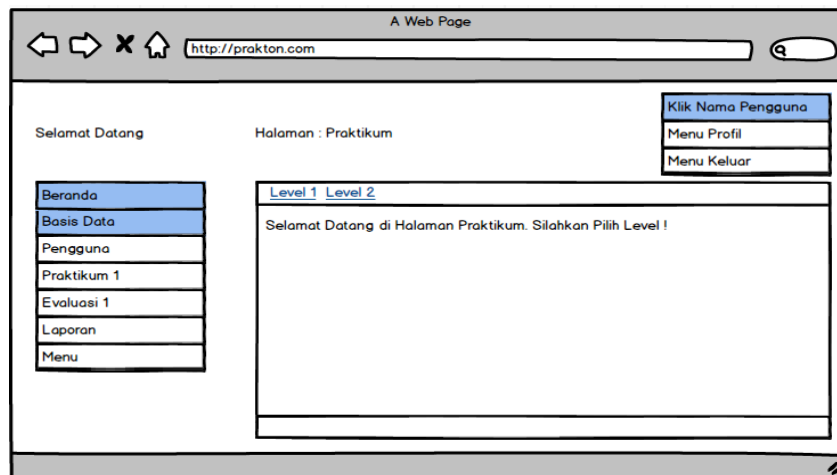 A Web Page
http://prakton.com
Klik Nama Pengguna
Menu Profil
Menu Keluar
Selamat Datang
Halaman : Praktikum
Beranda
Basis Data
Pengguna
Praktikum 1
Evaluasi 1
Laporan
Menu
Level 1 Level 2
Selamat Datang di Halaman Praktikum. Silahkan Pilih Level !